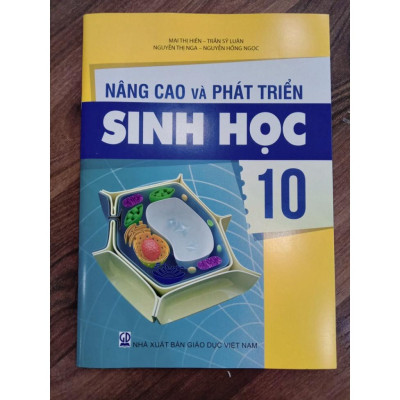 MAI THỊ HIỀN – TRẦN SỸ LUÂN
NGUYỄN THỊ NGA – NGUYỄN HỒNG NGỌC
NÂNG CAO VÀ PHÁT TRIỂN
SINH HỌC
10
NHÀ XUẤT BẢN GIÁO DỤC VIỆT NAM